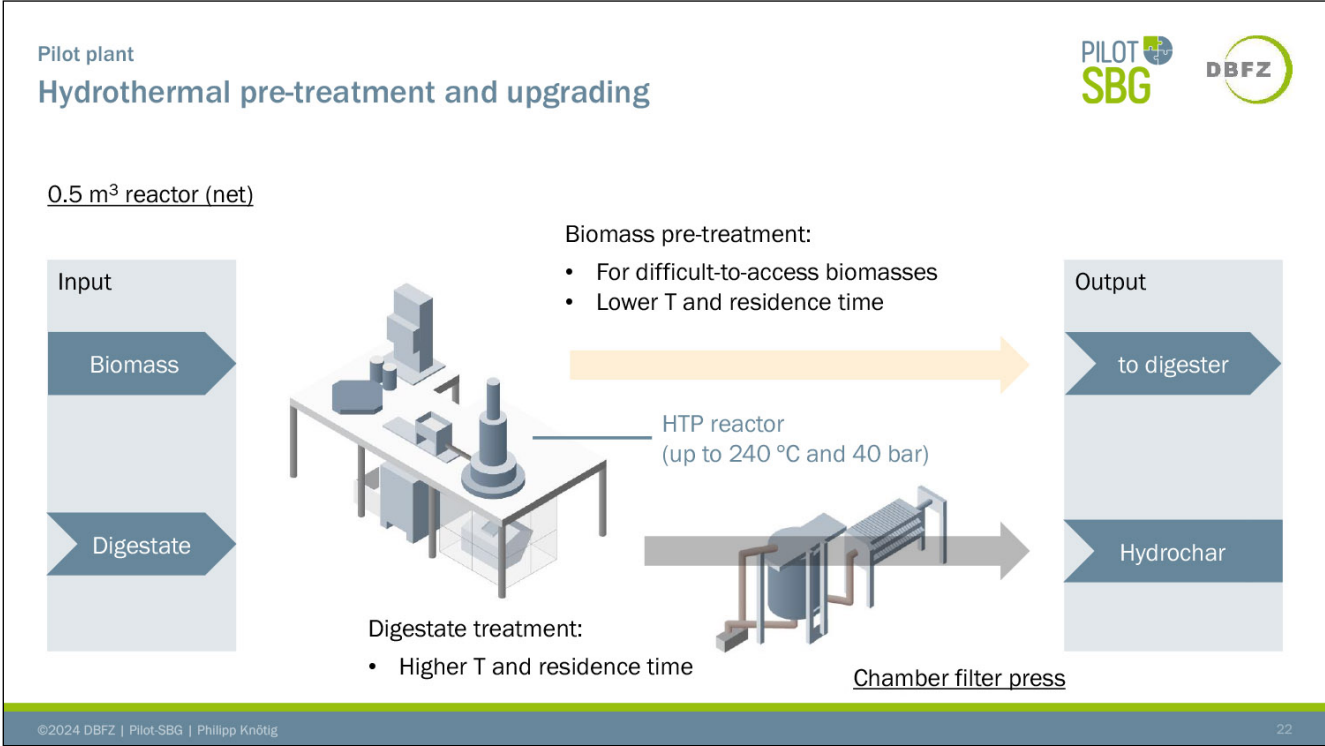 Pilot plant
Hydrothermal pre-treatment and upgrading
PILOT
SBG
DBFZ
0.5 m³ reactor (net)
Input
Biomass
Digestate
Biomass pre-treatment:
• For difficult-to-access biomasses
• Lower T and residence time
HTP reactor
(up to 240 °C and 40 bar)
Digestate treatment:
• Higher T and residence time
Chamber filter press
Output
to digester
Hydrochar
©2024 DBFZ | Pilot-SBG | Philipp Knötig
22